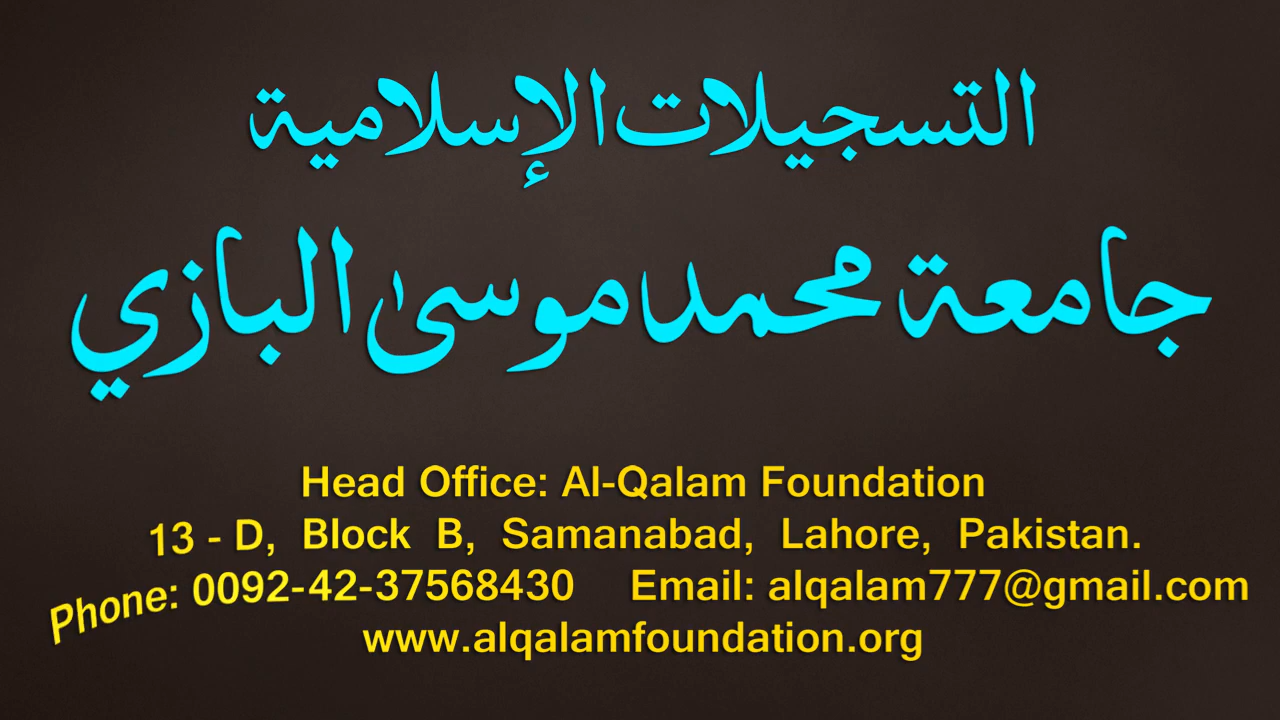 التسجيلات الإسلامية
جامعة محمد موسىٰ البازي
Head Office: Al-Qalam Foundation
13 - D, Block B, Samanabad, Lahore, Pakistan.
Phone: 0092-42-37568430 Email: alqalam777@gmail.com
www.alqalamfoundation.org